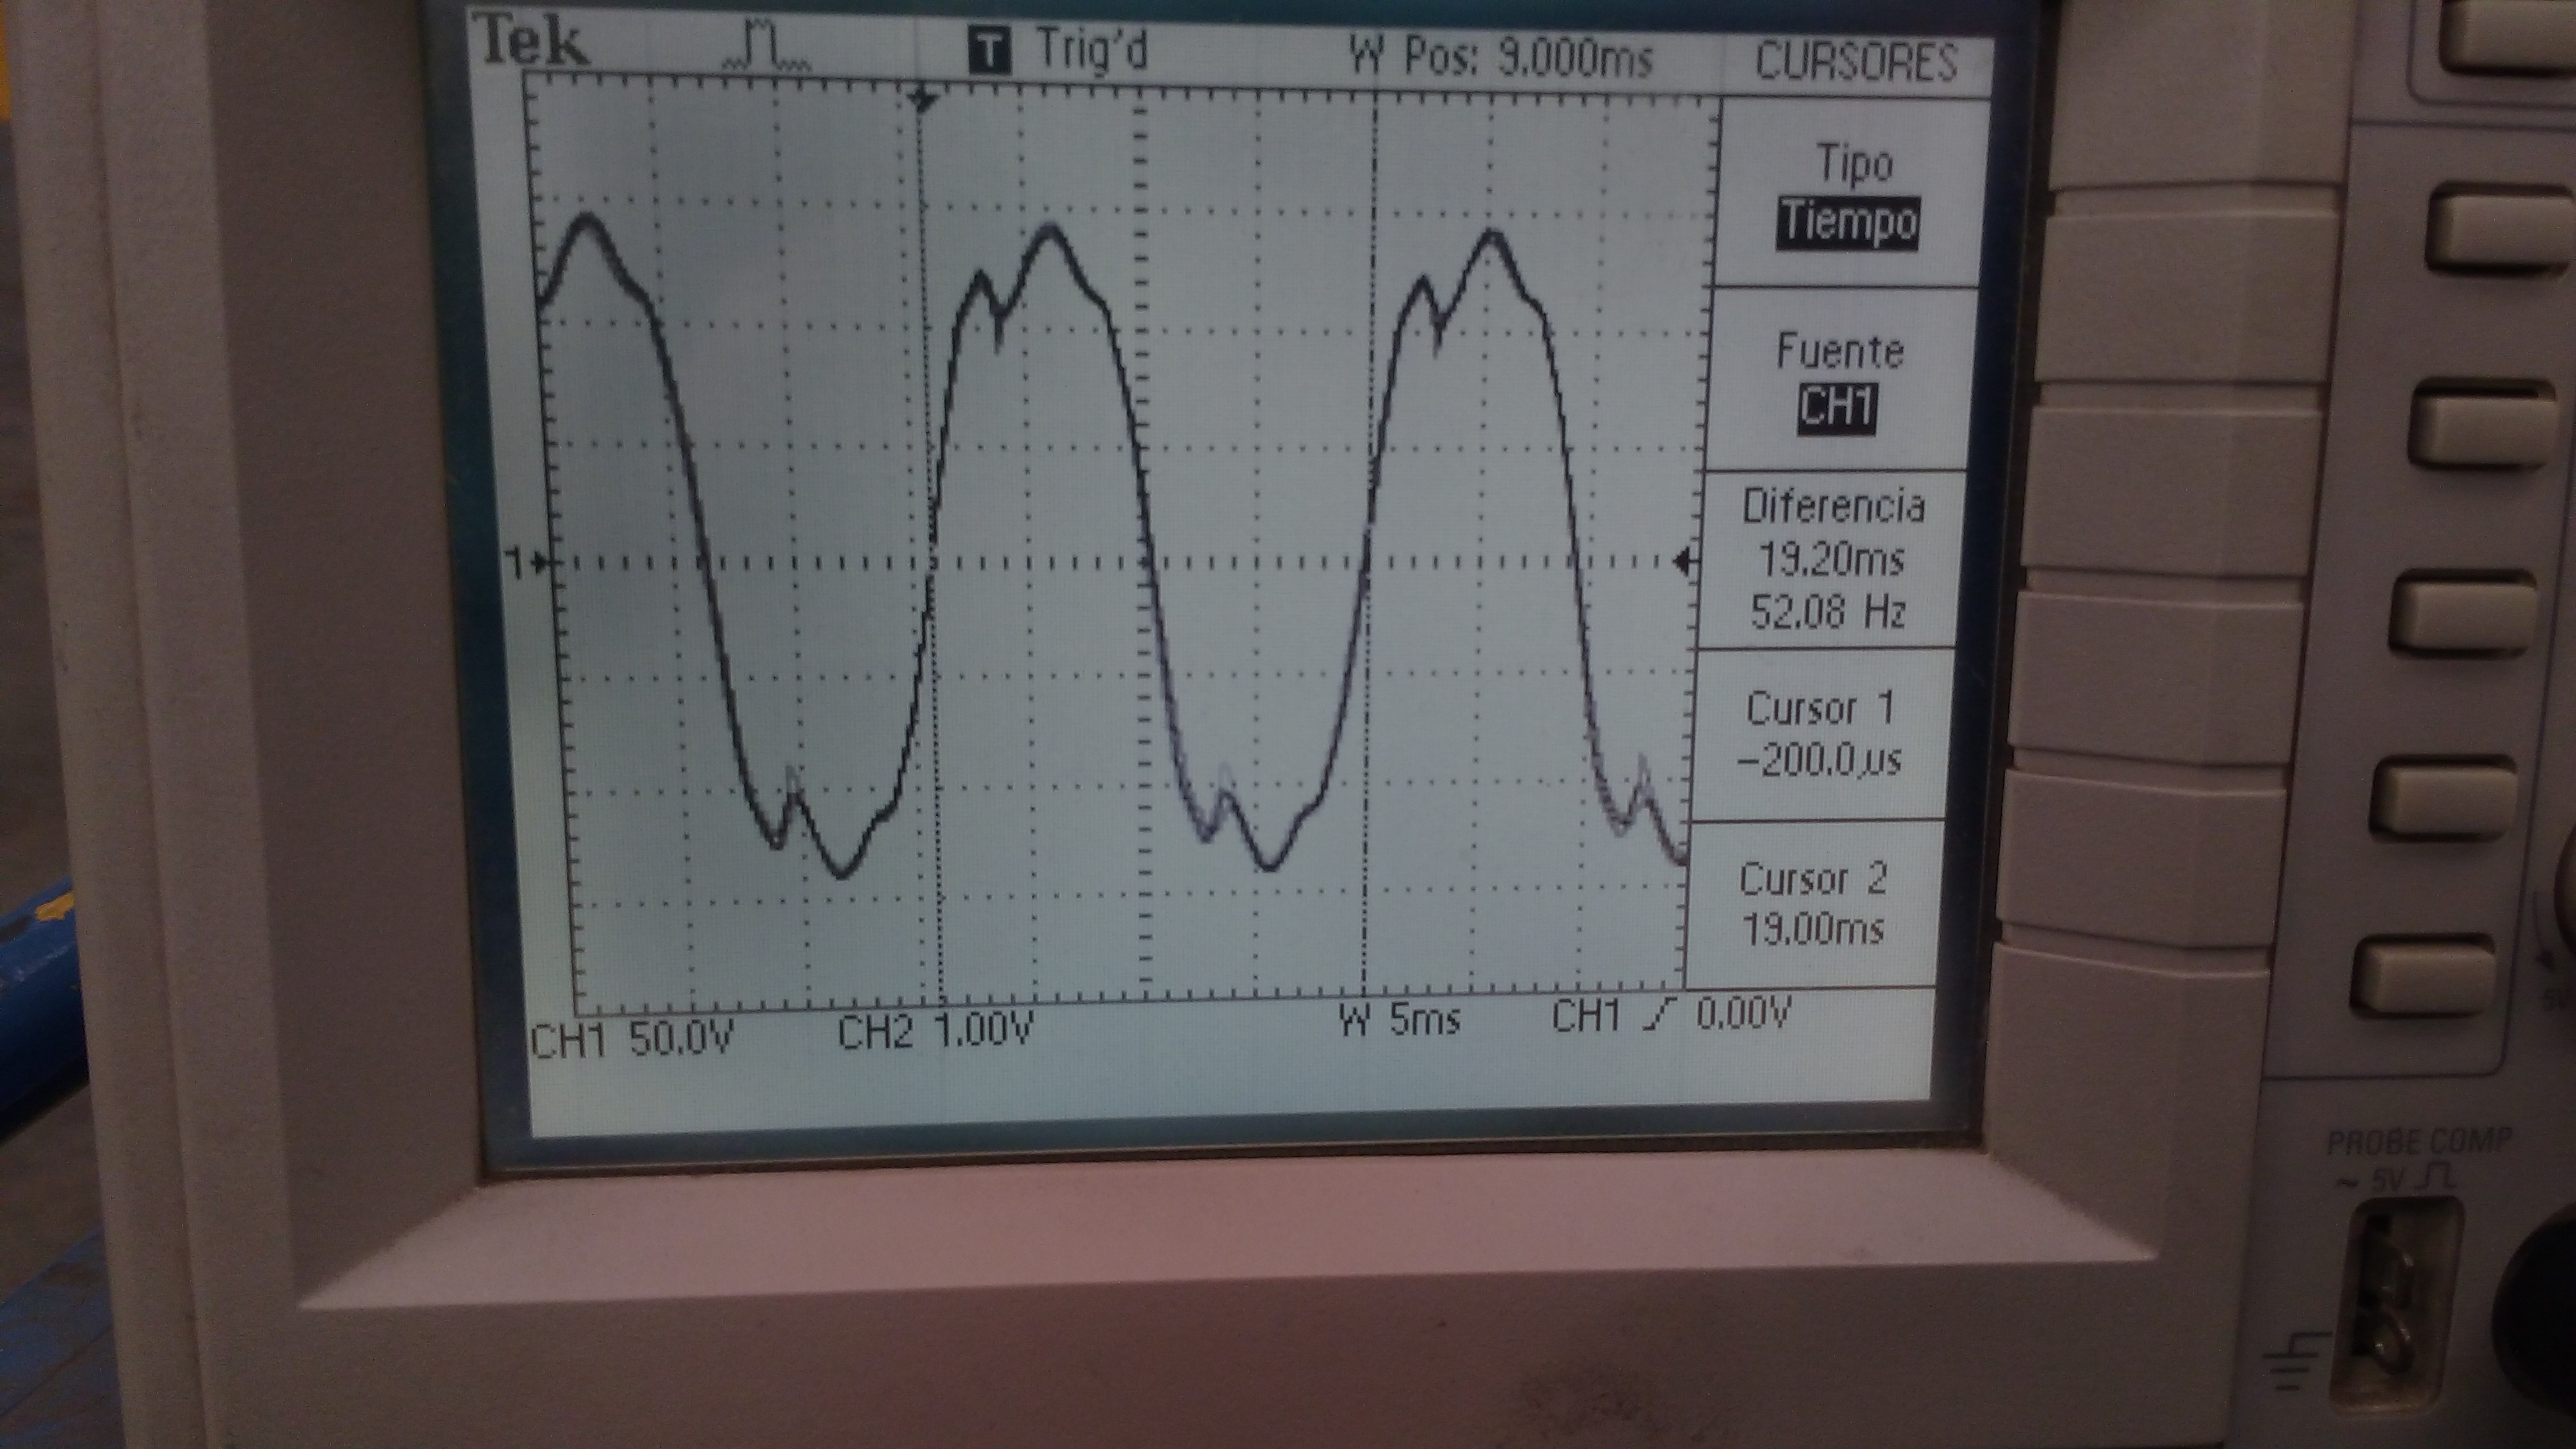 Tek T Trig'd W Pos: 9.000ms CURSORES
Tipo
Tiempo
Fuente
CH1
Diferencia
19.20ms
52.08 Hz
Cursor 1
-200.0µs
Cursor 2
19.00ms
1
CH1 50.0V CH2 1.00V W 5ms CH1 0.00V
PROBE COMP
~ 5V